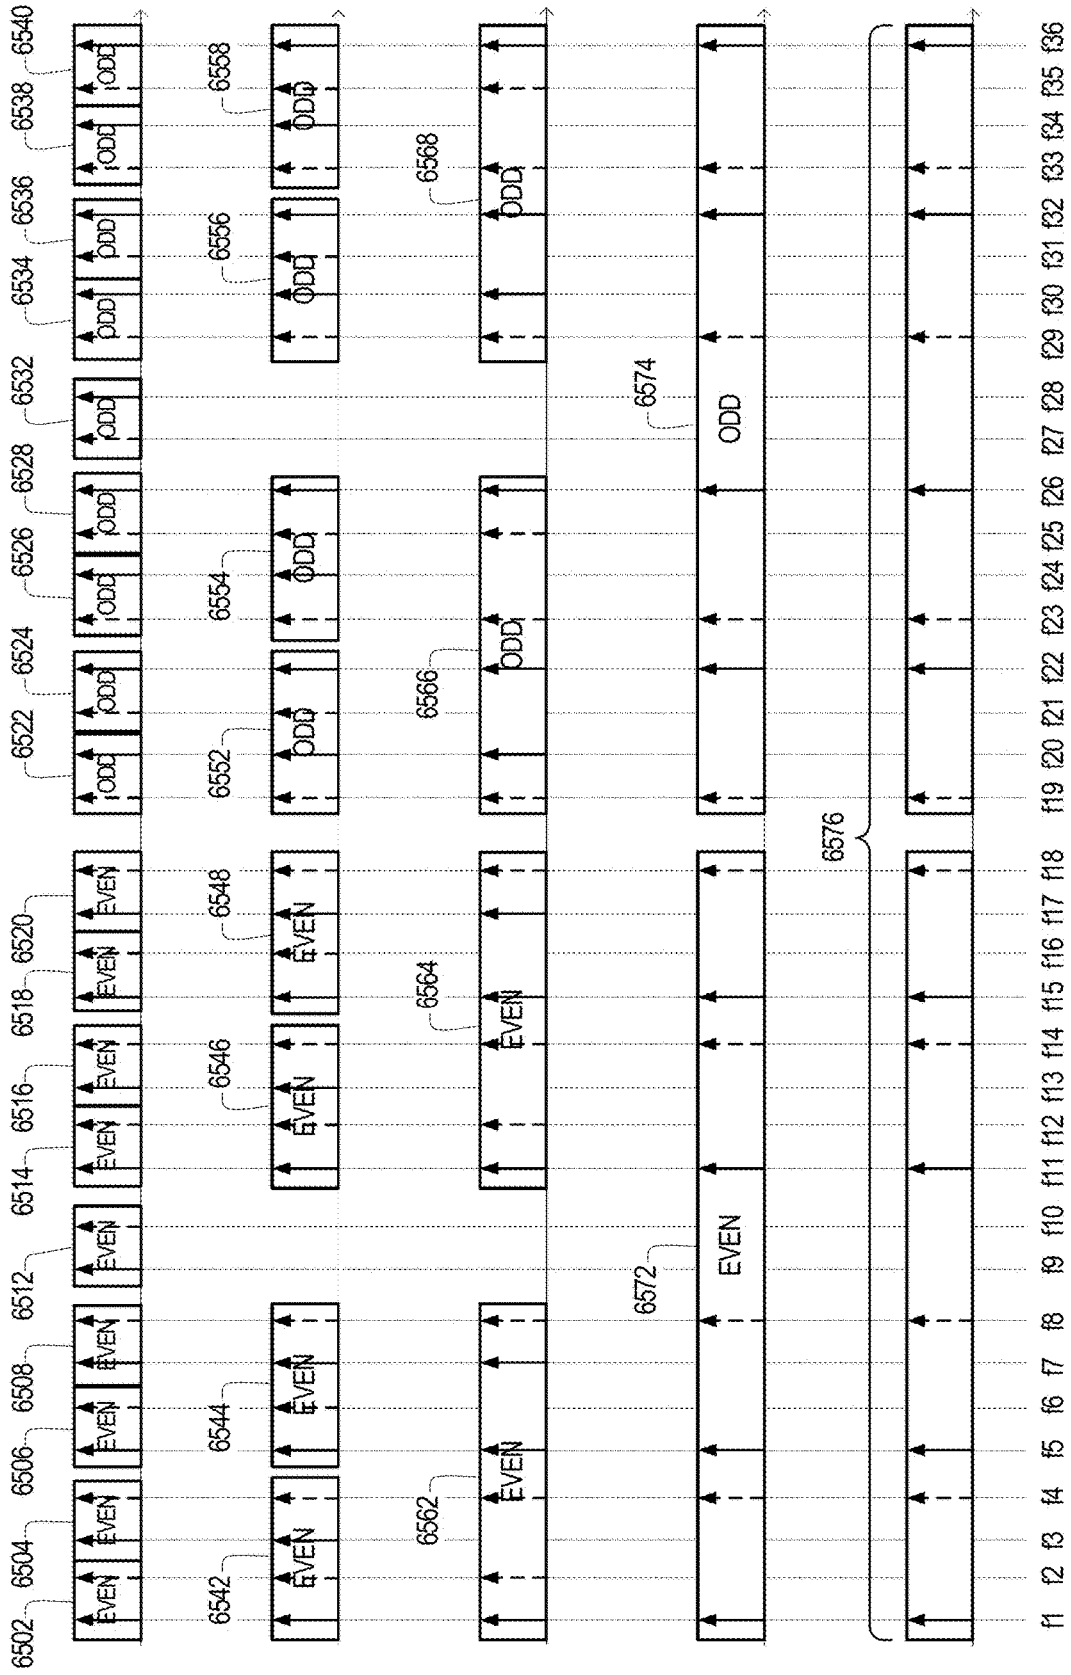 6502 6504 6506 6508 6512 6514 6516 6518 6520 6522 6524 6526 6528 6532 6534 6536 6538 6540
EVEN EVEN EVEN EVEN EVEN EVEN EVEN EVEN EVEN ODD ODD ODD ODD ODD ODD ODD ODD ODD
6542 6544 6546 6548 6552 6554 6556 6558
EVEN EVEN EVEN EVEN ODD ODD ODD ODD
6562 6564 6566 6568
EVEN EVEN ODD ODD
6572 6574
EVEN ODD
6576
f1 f2 f3 f4 f5 f6 f7 f8 f9 f10 f11 f12 f13 f14 f15 f16 f17 f18 f19 f20 f21 f22 f23 f24 f25 f26 f27 f28 f29 f30 f31 f32 f33 f34 f35 f36